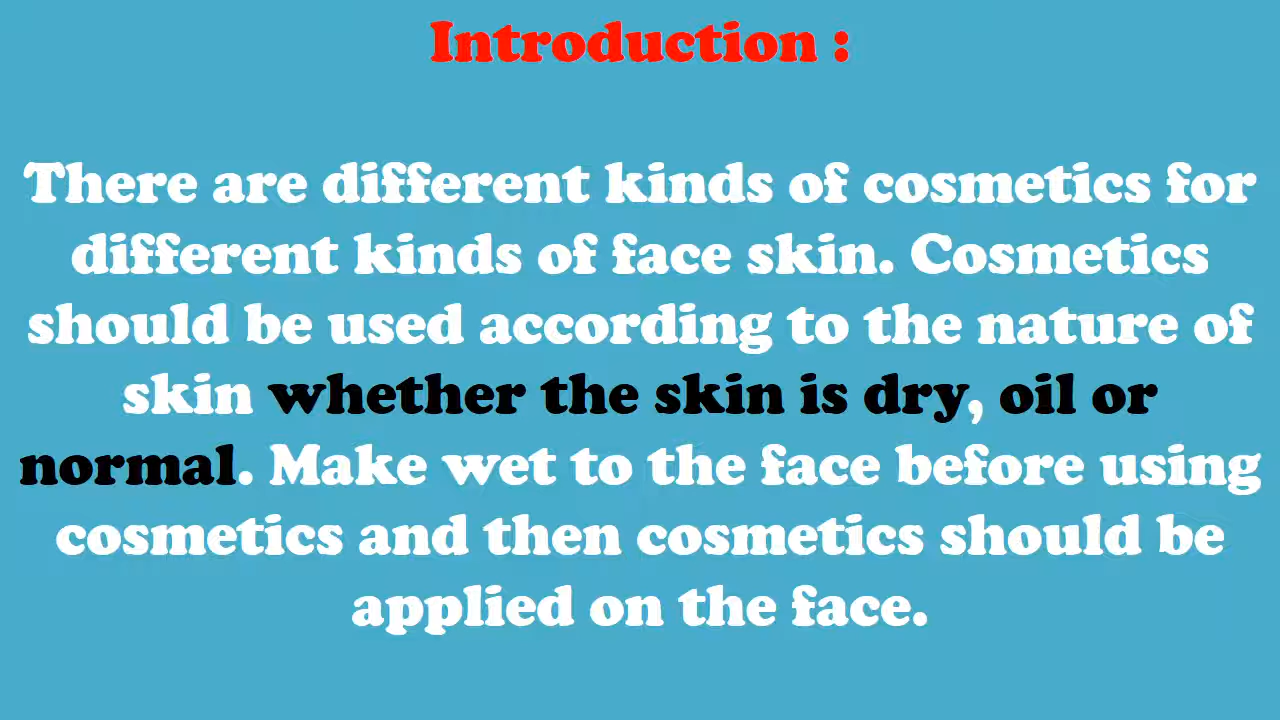 Introduction :
There are different kinds of cosmetics for
different kinds of face skin. Cosmetics
should be used according to the nature of
skin whether the skin is dry, oil or
normal. Make wet to the face before using
cosmetics and then cosmetics should be
applied on the face.